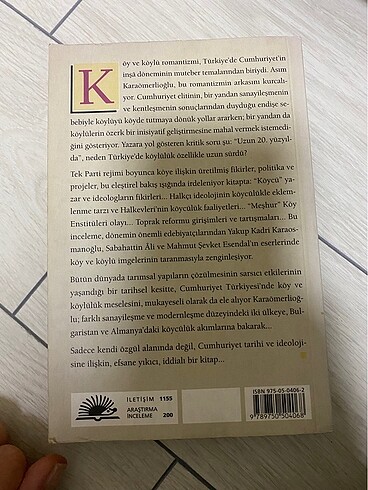 Köy ve köylü romantizmi, Türkiye'de Cumhuriyet'in
inşâ döneminin muteber temalarından biriydi. Asım
Karaömerlioğlu, bu romantizmin arkasını kurcalı-
yor. Cumhuriyet elitinin, bir yandan sanayileşmenin
ve kentleşmenin sonuçlarından duyduğu endişe se-
bebiyle köylüyü köyde tutmaya dönük yollar ararken; bir yandan da
köylülerin özerk bir inisiyatif geliştirmesine mahal vermek istemedi-
ğini gösteriyor. Yazara yol gösteren kritik soru şu: "Uzun 20. yüzyıl-
da", neden Türkiye'de köylülük özellikle uzun sürdü?
Tek Parti rejimi boyunca köye ilişkin üretilmiş fikirler, politika ve
projeler, bu eleştirel bakış ışığında irdeleniyor kitapta: "Köycü" ya-
zar ve ideologların fikirleri... Halkçı ideolojinin köycülükle eklem-
lenme tarzı ve Halkevleri'nin köycülük faaliyetleri... "Meşhur" Köy
Enstitüleri olayı... Toprak reformu girişimleri ve tartışmaları... Bu
inceleme, dönemin önemli edebiyatçılarından Yakup Kadri Karaos-
manoğlu, Sabahattin Âli ve Mahmut Şevket Esendal'ın eserlerinde
köy ve köylü imgelerinin taranmasıyla zenginleşiyor.
Bütün dünyada tarımsal yapıların çözülmesinin sarsıcı etkilerinin
yaşandığı bir tarihsel kesitte, Cumhuriyet Türkiyesi'nde köy ve
köylülük meselesini, mukayeseli olarak da ele alıyor Karaömerlioğ-
lu; farklı sanayileşme ve modernleşme düzeyindeki iki ülkeye, Bul-
garistan ve Almanya'daki köycülük akımlarına bakarak...
Sadece kendi özgül alanında değil, Cumhuriyet tarihi ve ideoloji-
sine ilişkin, efsane yıkıcı, iddialı bir kitap...
İLETİŞİM 1155
ARAŞTIRMA
İNCELEME 200
ISBN 975-05-0406-2
9 789750 504068